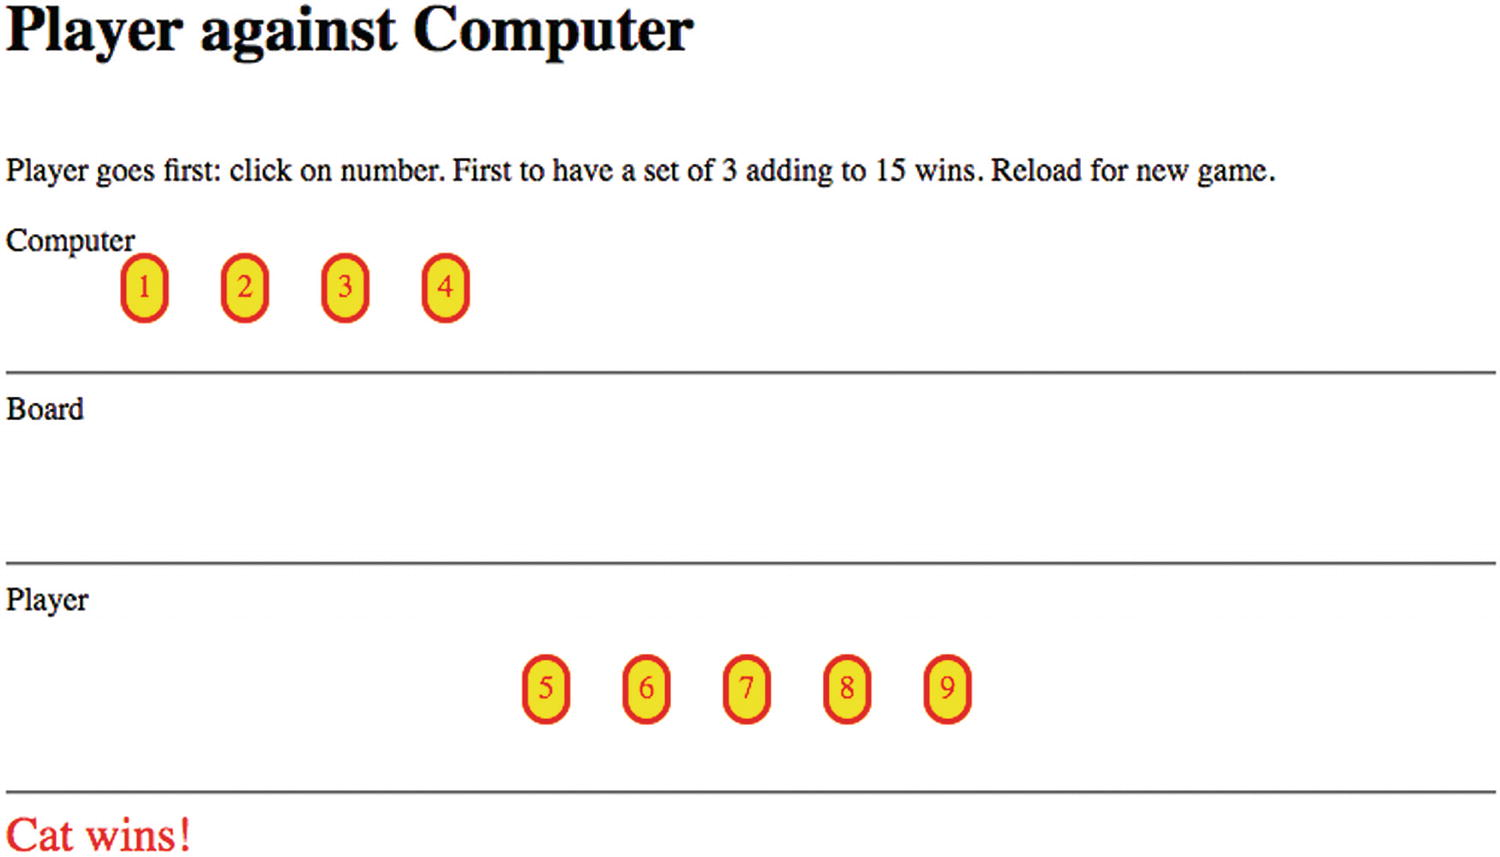 Player against Computer
Player goes first: click on number. First to have a set of 3 adding to 15 wins. Reload for new game.
Computer
1 2 3 4
Board
Player
5 6 7 8 9
Cat wins!